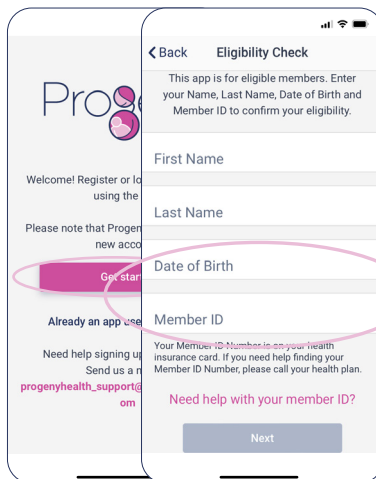 Proge
Welcome! Register or lo
using the
Please note that Progen
new acco
Get star
Already an app use
Need help signing up
Send us a m
progenyhealth_support@
om
Back
Eligibility Check
This app is for eligible members. Enter
your Name, Last Name, Date of Birth and
Member ID to confirm your eligibility.
First Name
Last Name
Date of Birth
Member ID
Your Member ID Number is on your health
insurance card. If you need help finding your
Member ID Number, please call your health plan.
Need help with your member ID?
Next